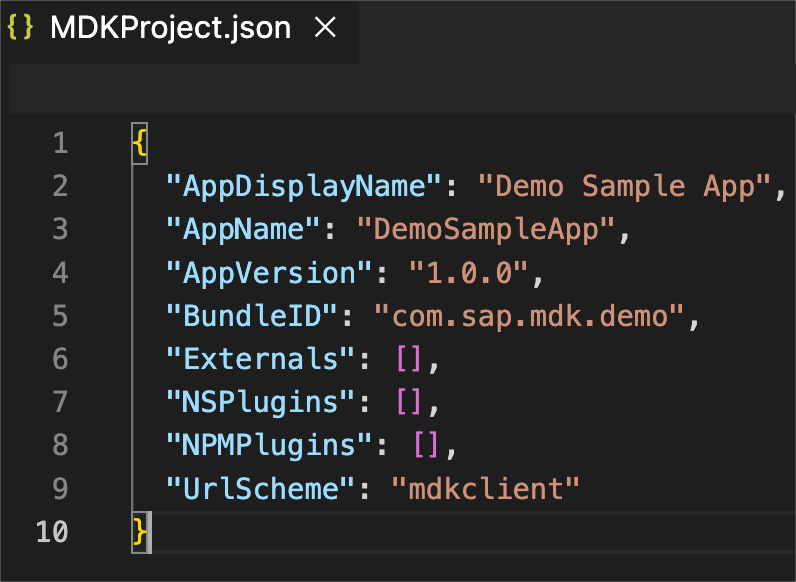 {} MDKProject.json ×
1 {
2 "AppDisplayName": "Demo Sample App",
3 "AppName": "DemoSampleApp",
4 "AppVersion": "1.0.0",
5 "BundleID": "com.sap.mdk.demo",
6 "Externals": [],
7 "NSPlugins": [],
8 "NPMPlugins": [],
9 "UrlScheme": "mdkclient"
10 }